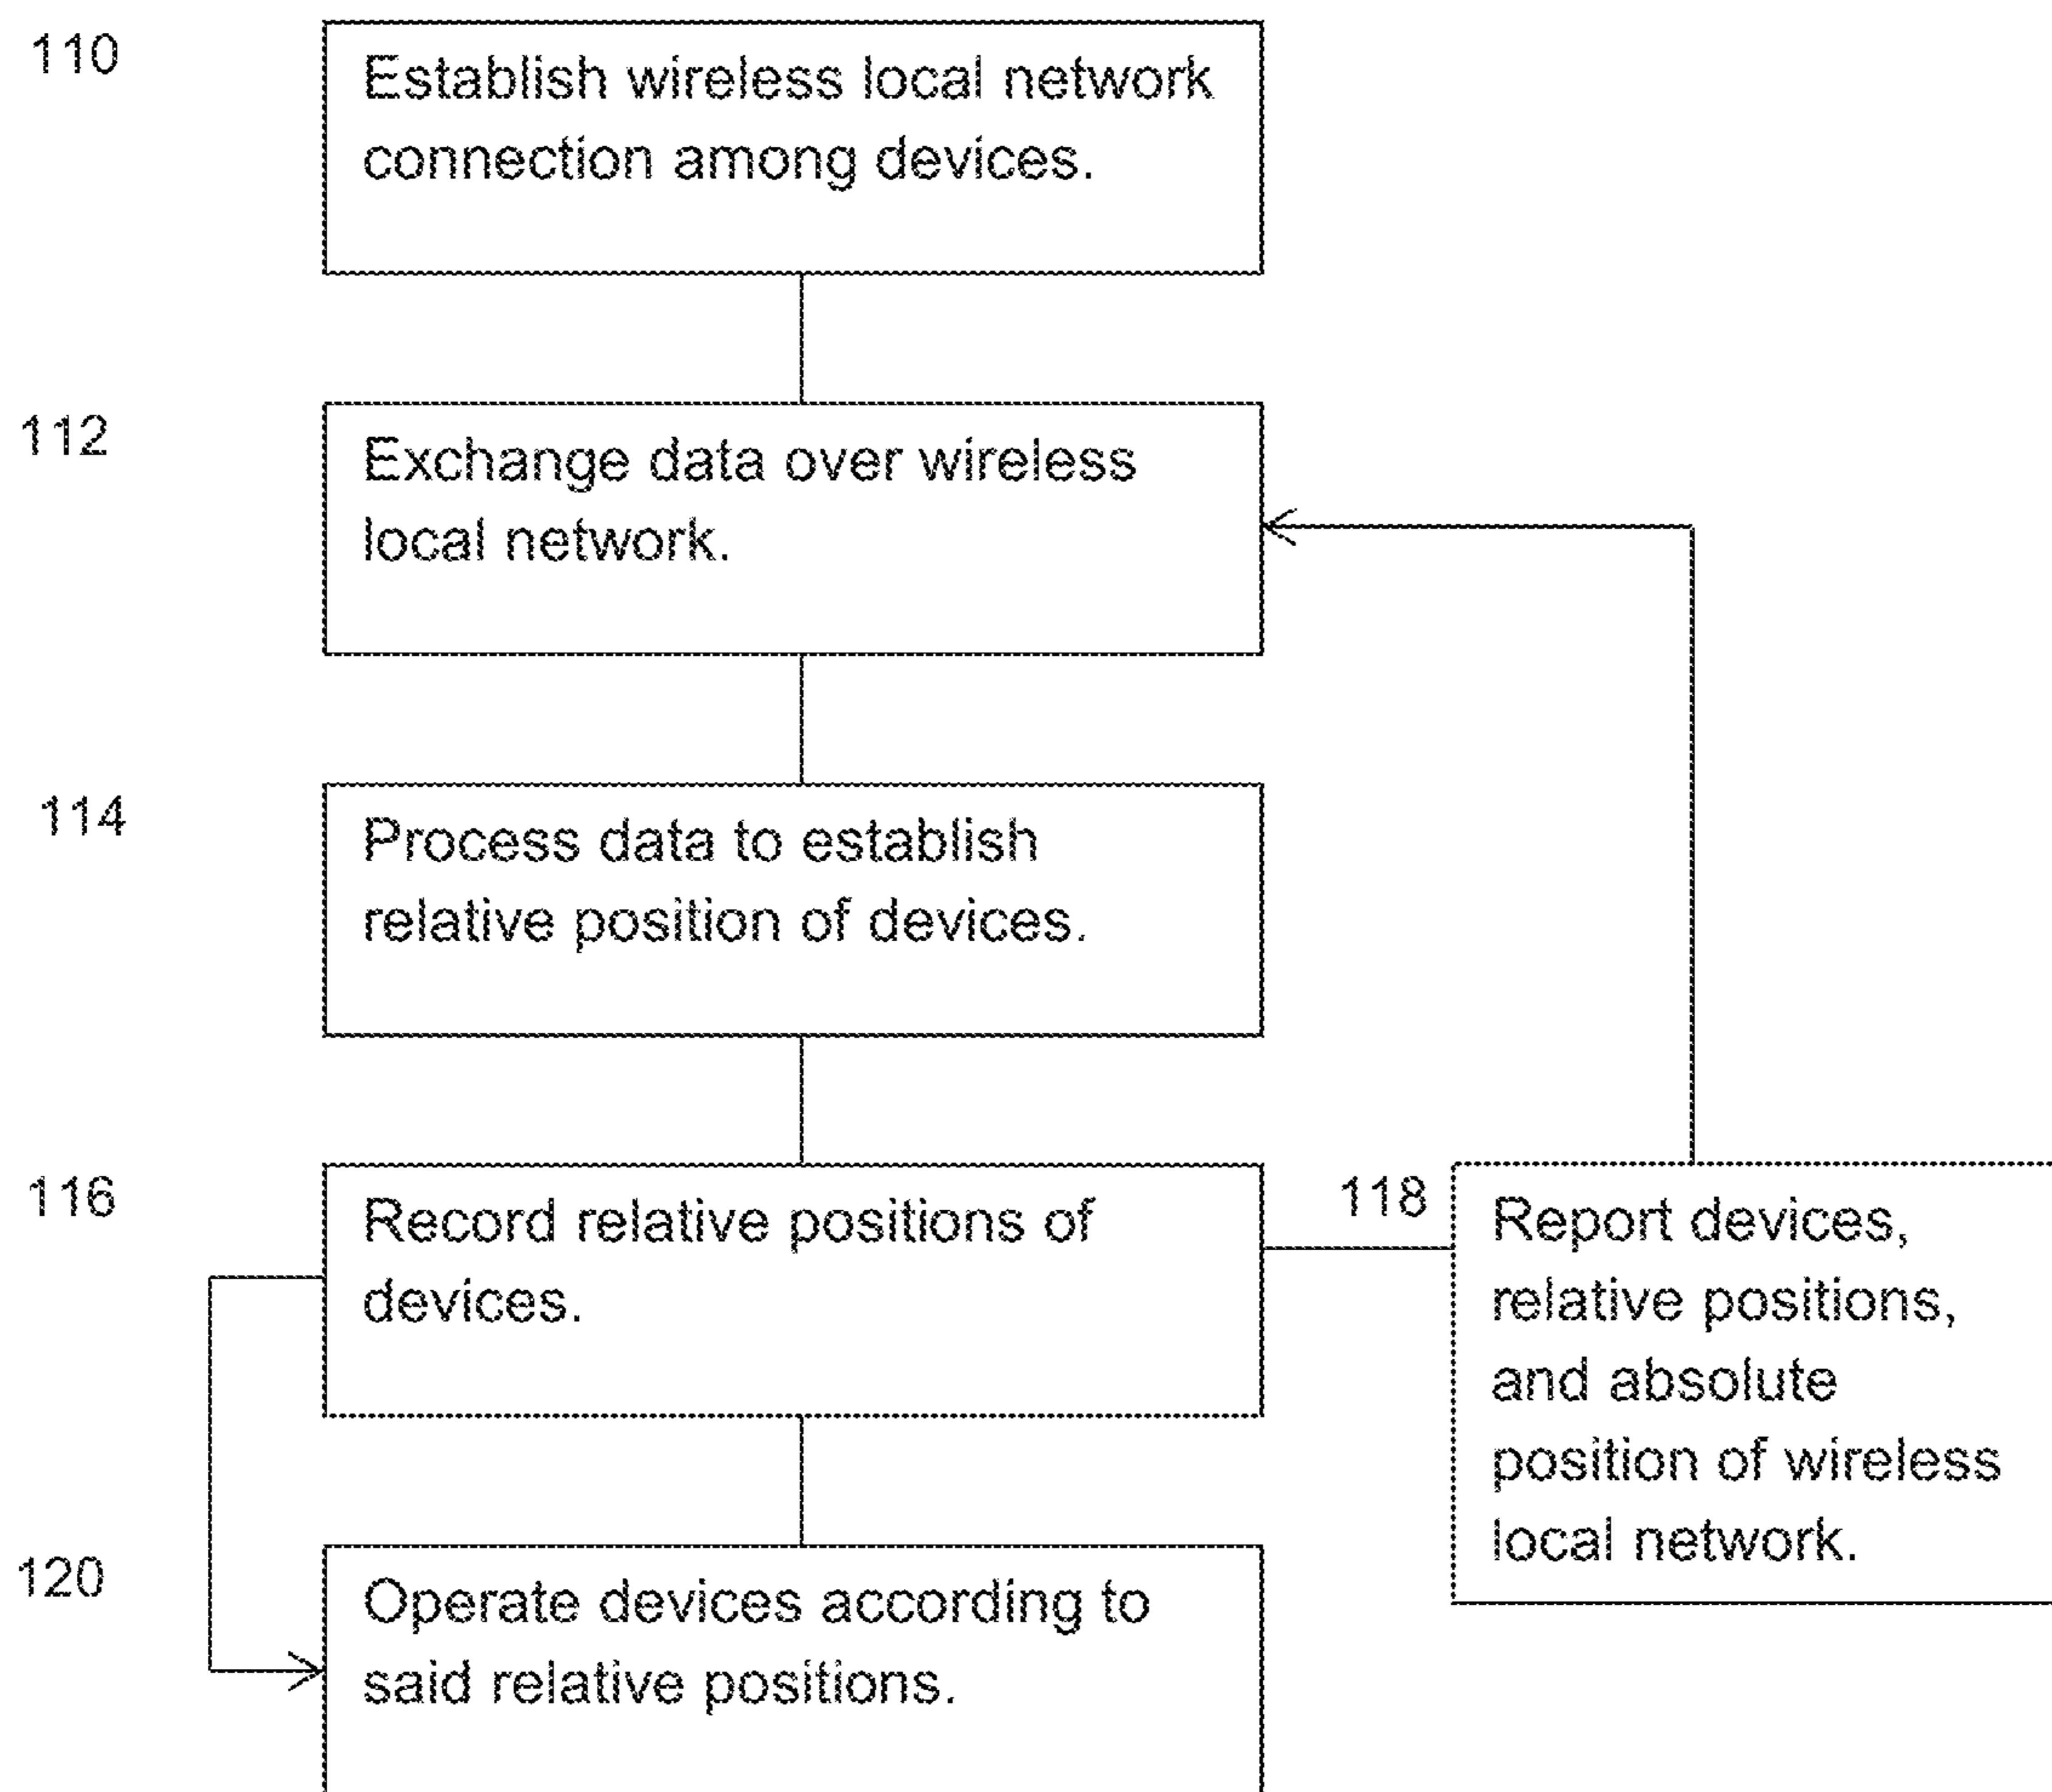 110
Establish wireless local network
connection among devices.
112
Exchange data over wireless
local network.
114
Process data to establish
relative position of devices.
116
Record relative positions of
devices.
118
Report devices,
relative positions,
and absolute
position of wireless
local network.
120
Operate devices according to
said relative positions.